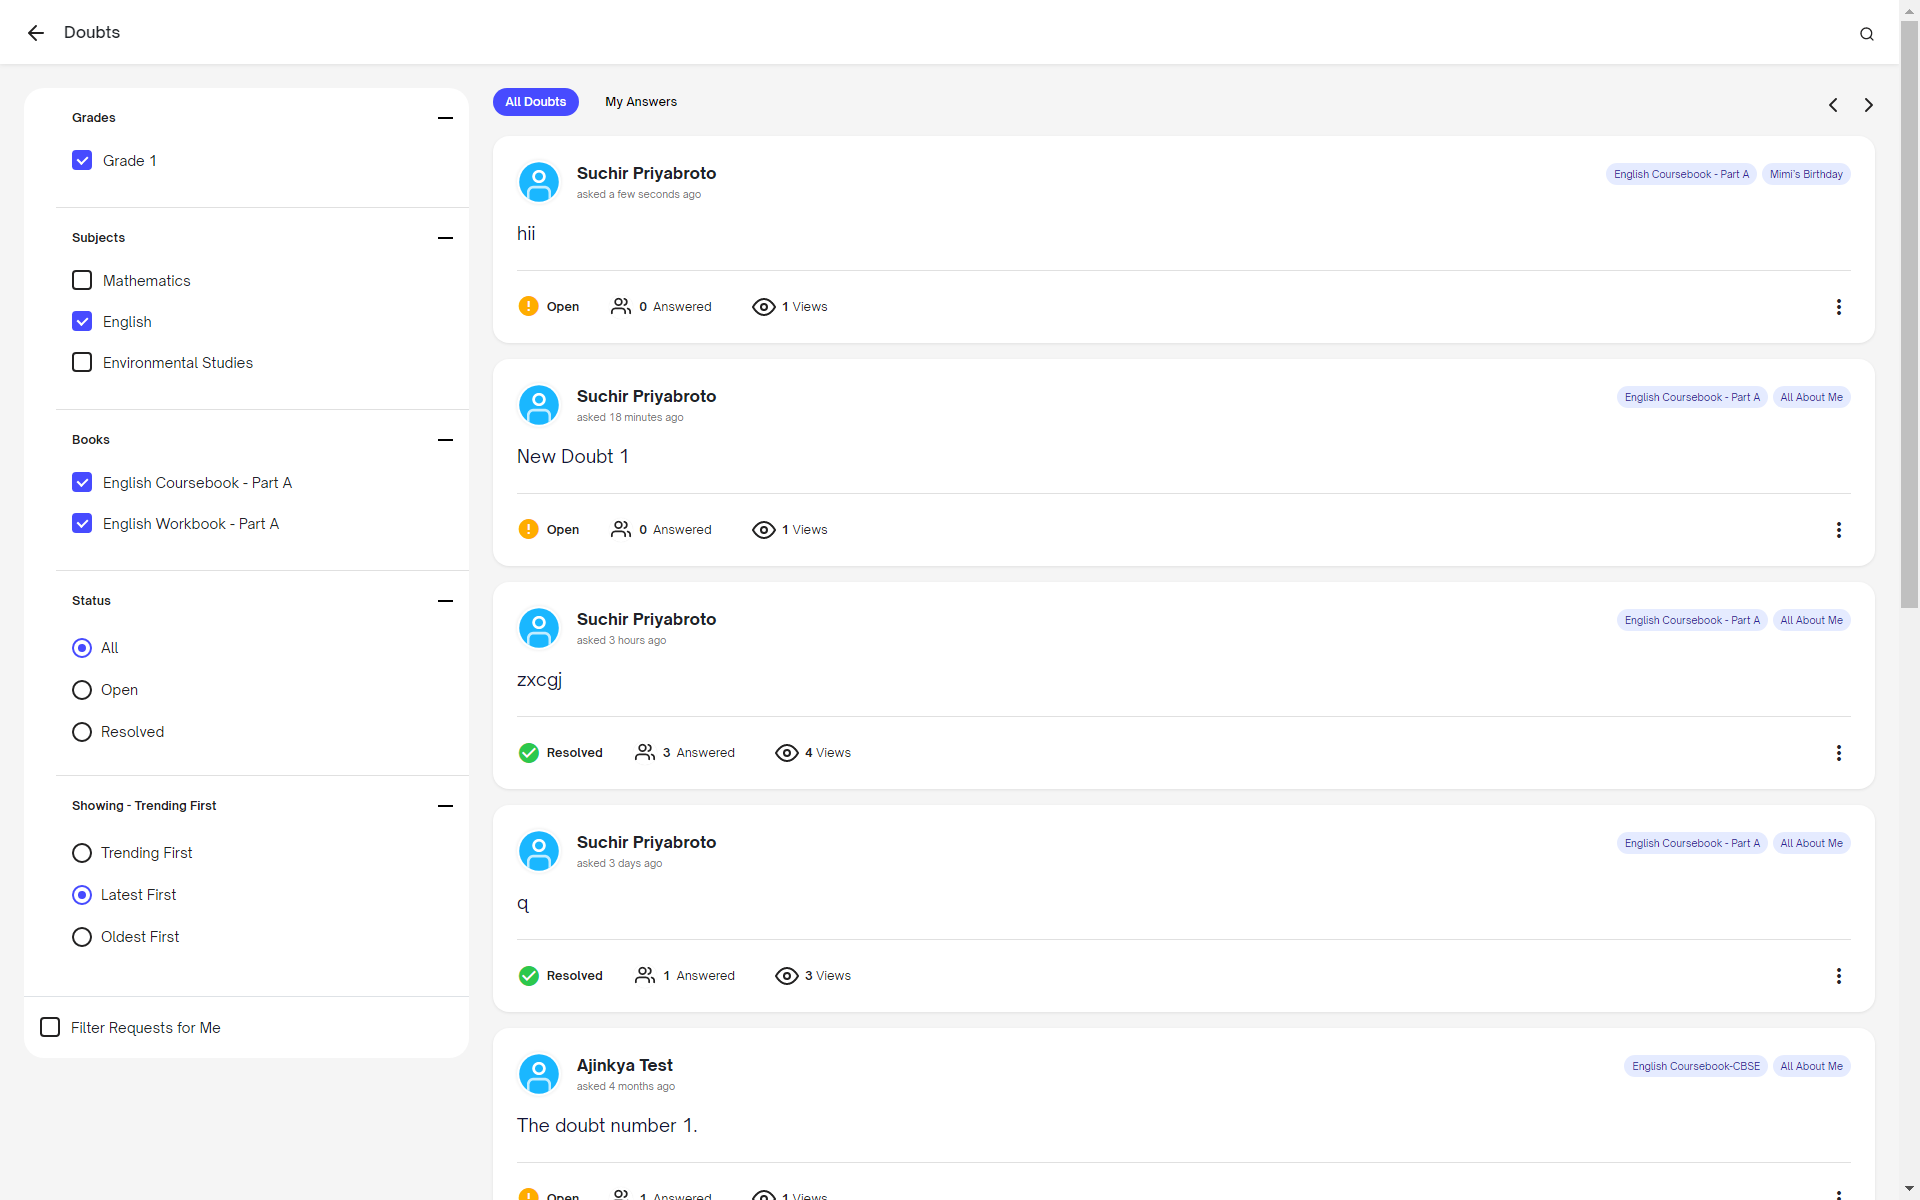 Doubts
Grades
Grade 1
Subjects
Mathematics
English
Environmental Studies
Books
English Coursebook - Part A
English Workbook - Part A
Status
All
Open
Resolved
Showing - Trending First
Trending First
Latest First
Oldest First
Filter Requests for Me
All Doubts My Answers
Suchir Priyabroto English Coursebook - Part A Mimi's Birthday
asked a few seconds ago
hii
Open 0 Answered 1 Views
Suchir Priyabroto English Coursebook - Part A All About Me
asked 18 minutes ago
New Doubt 1
Open 0 Answered 1 Views
Suchir Priyabroto English Coursebook - Part A All About Me
asked 3 hours ago
zxcgj
Resolved 3 Answered 4 Views
Suchir Priyabroto English Coursebook - Part A All About Me
asked 3 days ago
q
Resolved 1 Answered 3 Views
Ajinkya Test English Coursebook-CBSE All About Me
asked 4 months ago
The doubt number 1.
Open 1 Answered 1 Views